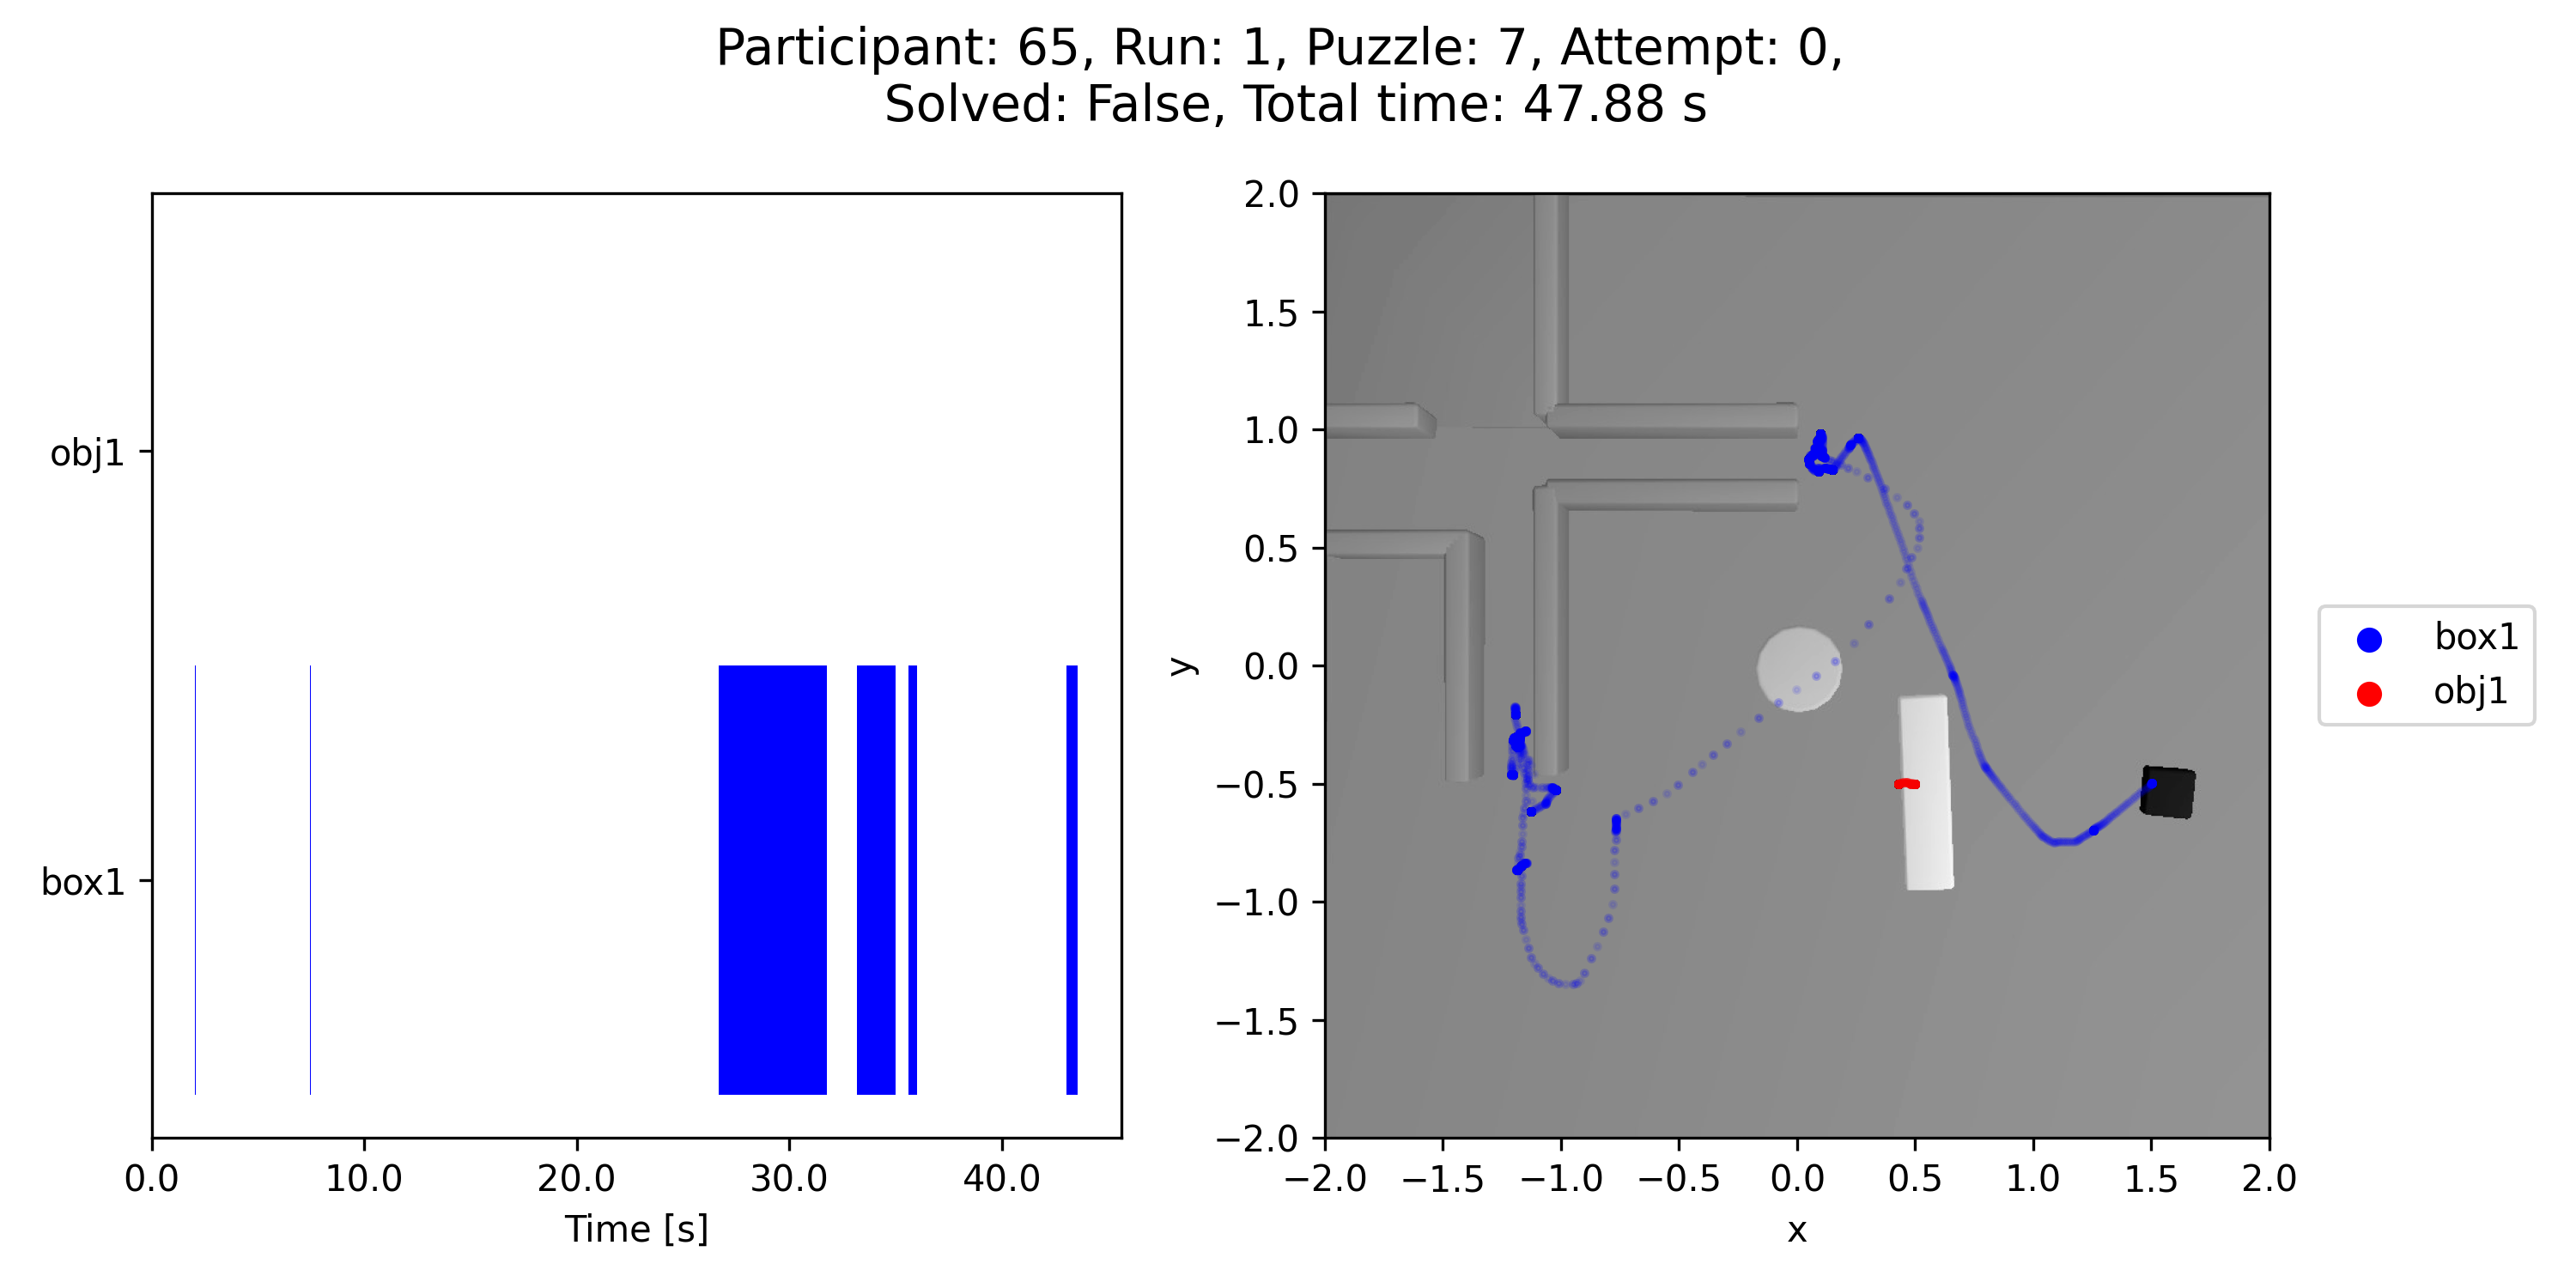 Participant: 65, Run: 1, Puzzle: 7, Attempt: 0,
Solved: False, Total time: 47.88 s
obj1
box1
0.0 10.0 20.0 30.0 40.0
Time [s]
2.0
1.5
1.0
0.5
0.0
−0.5
−1.0
−1.5
−2.0
y
−2.0 −1.5 −1.0 −0.5 0.0 0.5 1.0 1.5 2.0
x
box1
obj1